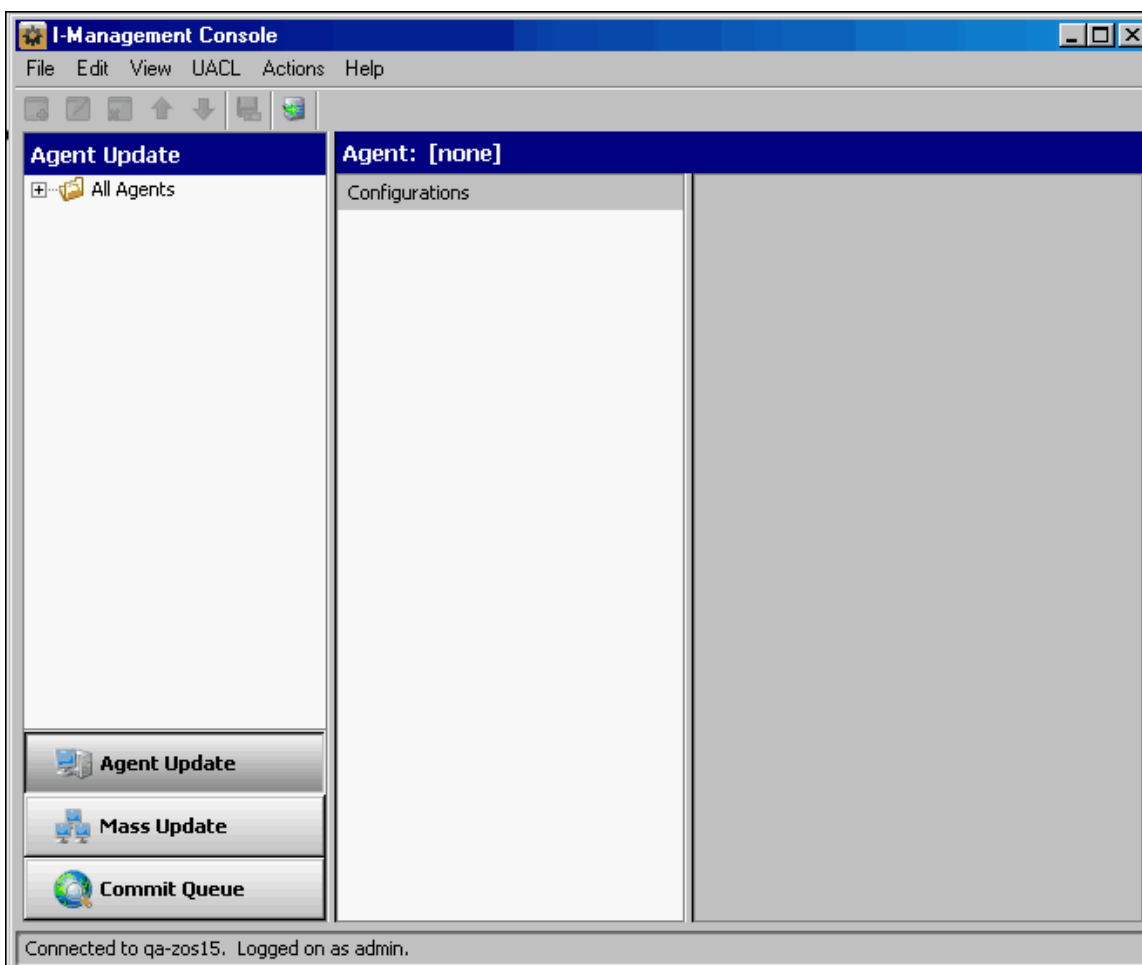 I-Management Console
File Edit View UACL Actions Help
Agent Update
Agent: [none]
All Agents
Configurations
Agent Update
Mass Update
Commit Queue
Connected to qa-zos15. Logged on as admin.